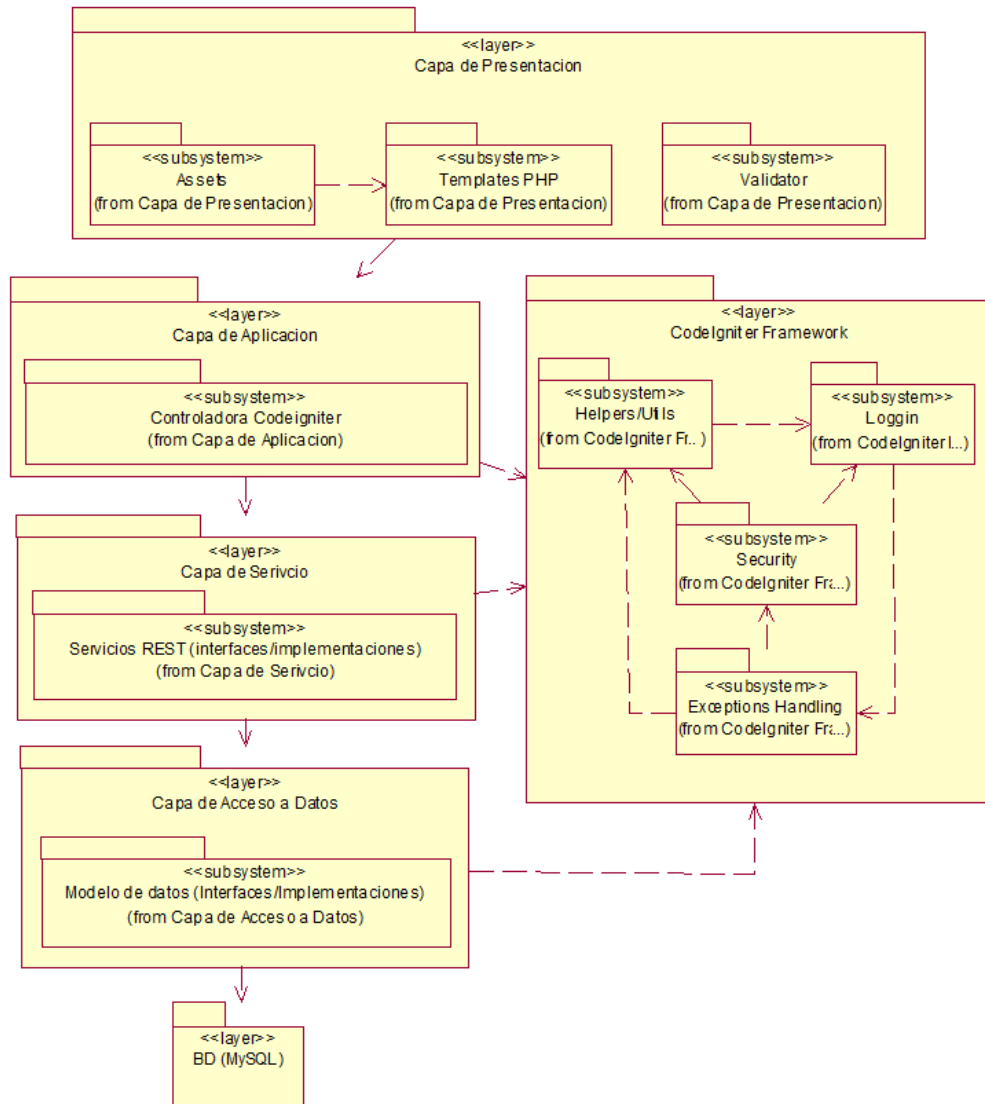 <<layer>>
Capa de Presentacion
<<subsystem>>
Assets
(from Capa de Presentacion)
<<subsystem>>
Templates PHP
(from Capa de Presentacion)
<<subsystem>>
Validator
(from Capa de Presentacion)
<<layer>>
Capa de Aplicacion
<<subsystem>>
Controladora Codeigniter
(from Capa de Aplicacion)
<<layer>>
CodeIgniter Framework
<<subsystem>>
Helpers/Utils
(from CodeIgniter Fr...)
<<subsystem>>
Loggin
(from CodeIgniter I...)
<<subsystem>>
Security
(from CodeIgniter Fra...)
<<subsystem>>
Exceptions Handling
(from CodeIgniter Fra...)
<<layer>>
Capa de Serivcio
<<subsystem>>
Servicios REST (interfaces/implementaciones)
(from Capa de Serivcio)
<<layer>>
Capa de Acceso a Datos
<<subsystem>>
Modelo de datos (Interfaces/Implementaciones)
(from Capa de Acceso a Datos)
<<layer>>
BD (MySQL)